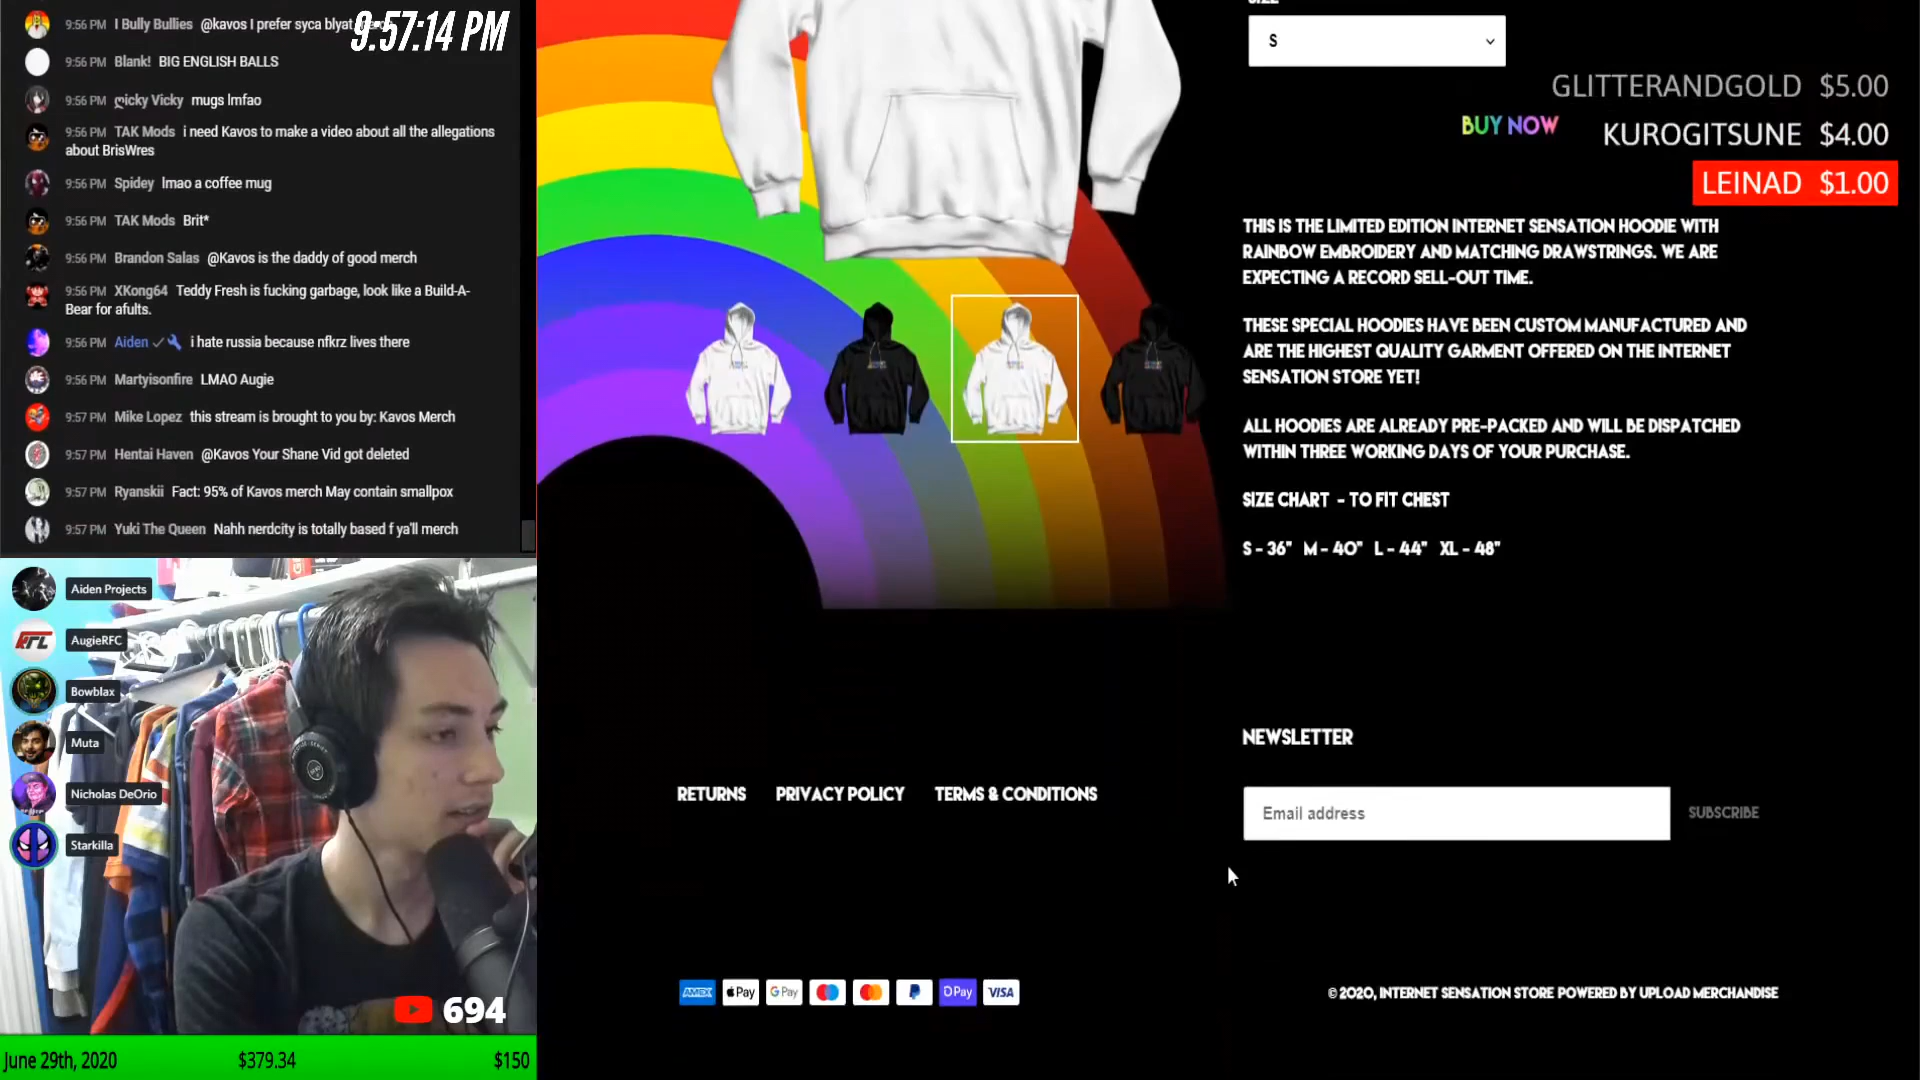 9:56 PM I Bully Bullies @kavos I prefer syca blyat
9:57:14 PM
9:56 PM Blank! BIG ENGLISH BALLS
9:56 PM ღicky Vicky mugs lmfao
9:56 PM TAK Mods i need Kavos to make a video about all the allegations
about BrisWres
9:56 PM Spidey lmao a coffee mug
9:56 PM TAK Mods Brit*
9:56 PM Brandon Salas @Kavos is the daddy of good merch
9:56 PM XKong64 Teddy Fresh is fucking garbage, look like a Build-A-
Bear for afults.
9:56 PM Aiden i hate russia because nfkrz lives there
9:56 PM Martyisonfire LMAO Augie
9:57 PM Mike Lopez this stream is brought to you by: Kavos Merch
9:57 PM Hentai Haven @Kavos Your Shane Vid got deleted
9:57 PM Ryanskii Fact: 95% of Kavos merch May contain smallpox
9:57 PM Yuki The Queen Nahh nerdcity is totally based f ya'll merch
Aiden Projects
RFL
AugieRFC
Bowblax
Muta
Nicholas DeOrio
Starkilla
694
June 29th, 2020 $379.34 $150
SIZE
S
GLITTERANDGOLD $5.00
BUY NOW
KUROGITSUNE $4.00
LEINAD $1.00
THIS IS THE LIMITED EDITION INTERNET SENSATION HOODIE WITH
RAINBOW EMBROIDERY AND MATCHING DRAWSTRINGS. WE ARE
EXPECTING A RECORD SELL-OUT TIME.
THESE SPECIAL HOODIES HAVE BEEN CUSTOM MANUFACTURED AND
ARE THE HIGHEST QUALITY GARMENT OFFERED ON THE INTERNET
SENSATION STORE YET!
ALL HOODIES ARE ALREADY PRE-PACKED AND WILL BE DISPATCHED
WITHIN THREE WORKING DAYS OF YOUR PURCHASE.
SIZE CHART - TO FIT CHEST
S - 36" M - 40" L - 44" XL - 48"
NEWSLETTER
Email address
SUBSCRIBE
RETURNS PRIVACY POLICY TERMS & CONDITIONS
AMEX Pay G Pay Pay VISA
© 2020, INTERNET SENSATION STORE POWERED BY UPLOAD MERCHANDISE